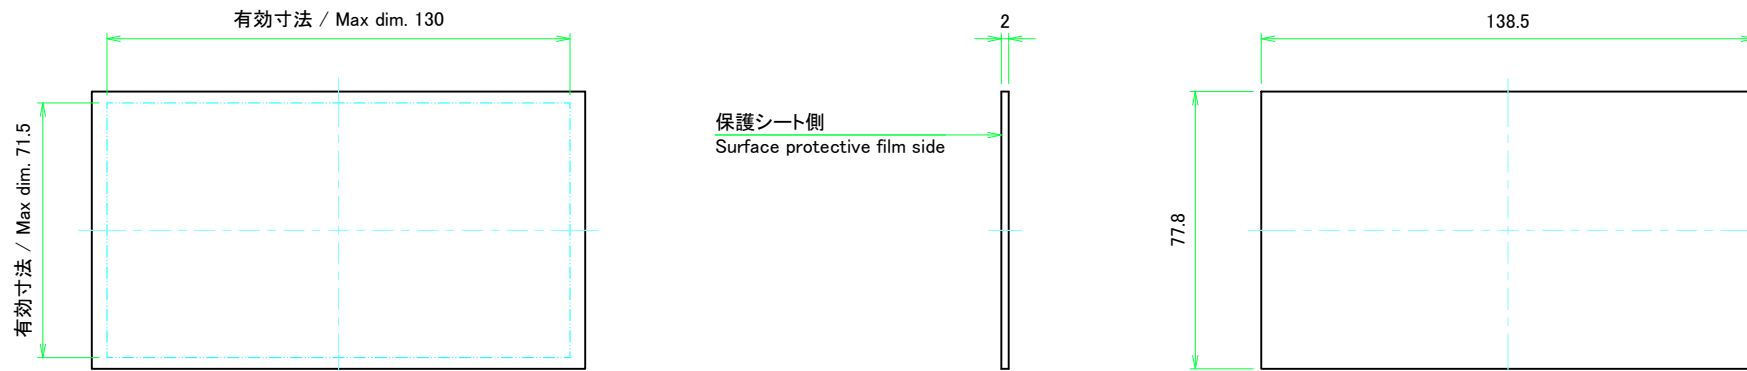 有効寸法 / Max dim. 130
有効寸法 / Max dim. 71.5
2
保護シート側
Surface protective film side
138.5
77.8